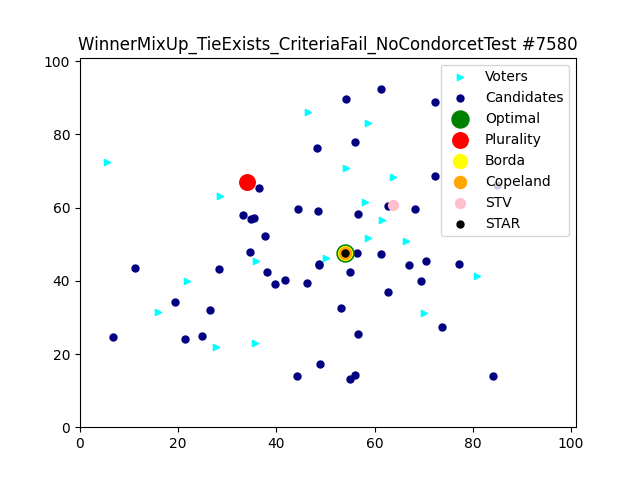 WinnerMixUp_TieExists_CriteriaFail_NoCondorcetTest #7580
100
80
60
40
20
0
0 20 40 60 80 100
Voters
Candidates
Optimal
Plurality
Borda
Copeland
STV
STAR